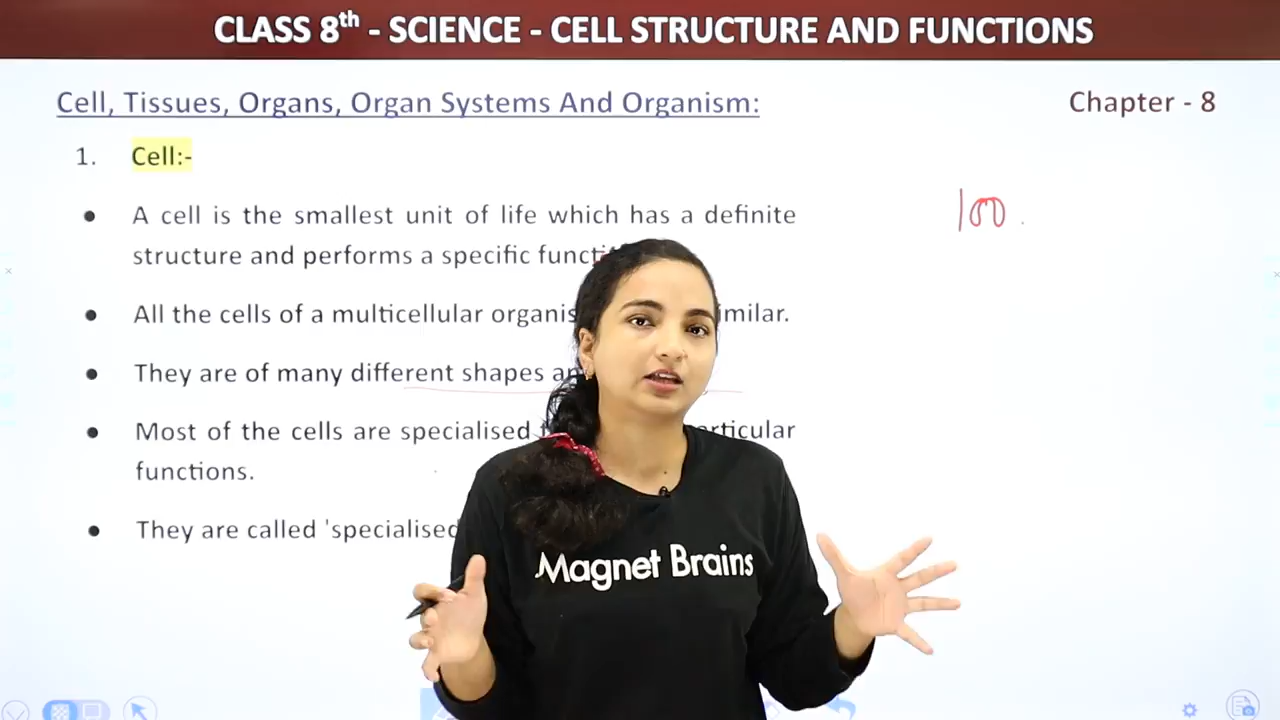 CLASS 8th - SCIENCE - CELL STRUCTURE AND FUNCTIONS
Cell, Tissues, Organs, Organ Systems And Organism:
Chapter - 8
1. Cell:-
100
• A cell is the smallest unit of life which has a definite
structure and performs a specific
• All the cells of a multicellular
• They are of many different shapes
• Most of the cells are specialised
functions.
• They are called 'specialised
Magnet Brains